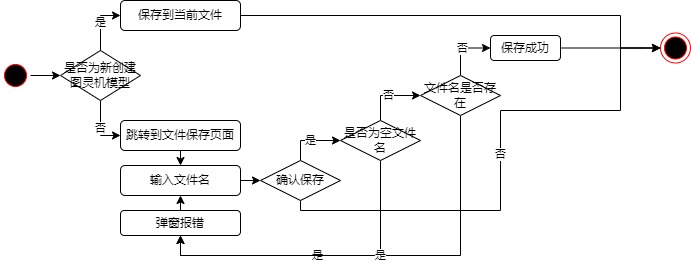 保存到当前文件
是
否
保存成功
是否为新创建
图灵机模型
否
文件名是否存
在
否
跳转到文件保存页面
是
是否为空文件
名
否
输入文件名
确认保存
弹窗报错
是
是